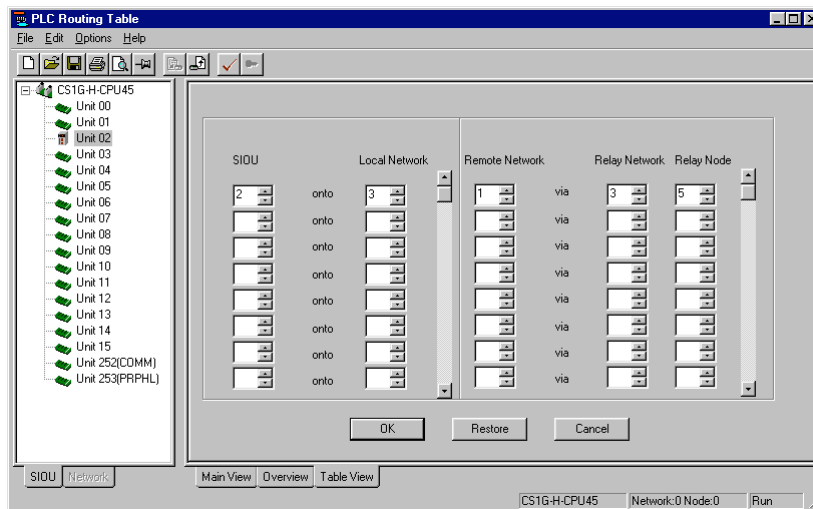 PLC Routing Table
File Edit Options Help
CS1G-H-CPU45
Unit 00
Unit 01
Unit 02
Unit 03
Unit 04
Unit 05
Unit 06
Unit 07
Unit 08
Unit 09
Unit 10
Unit 11
Unit 12
Unit 13
Unit 14
Unit 15
Unit 252(COMM)
Unit 253(PRPHL)
SIOU Network
SIOU Local Network Remote Network Relay Network Relay Node
2 onto 3 1 via 3 5
onto via
onto via
onto via
onto via
onto via
onto via
onto via
OK Restore Cancel
Main View Overview Table View
CS1G-H-CPU45 Network:0 Node:0 Run